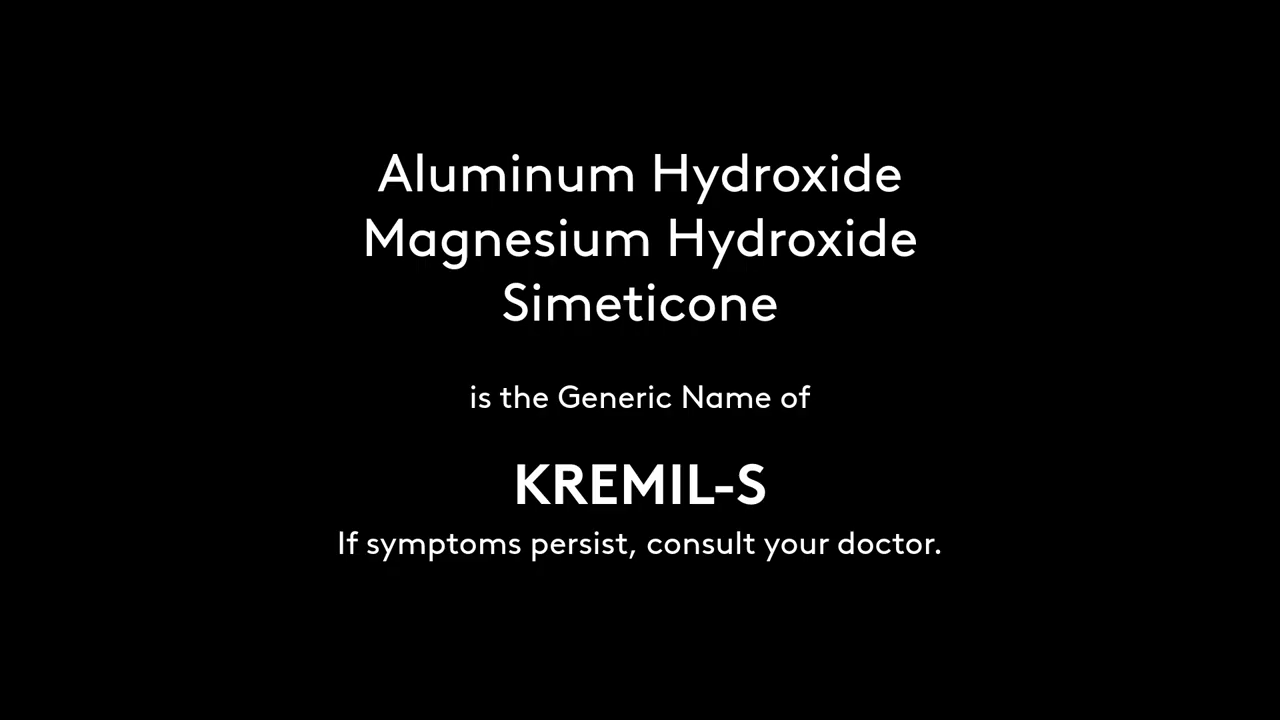 Aluminum Hydroxide
Magnesium Hydroxide
Simeticone
is the Generic Name of
KREMIL-S
If symptoms persist, consult your doctor.